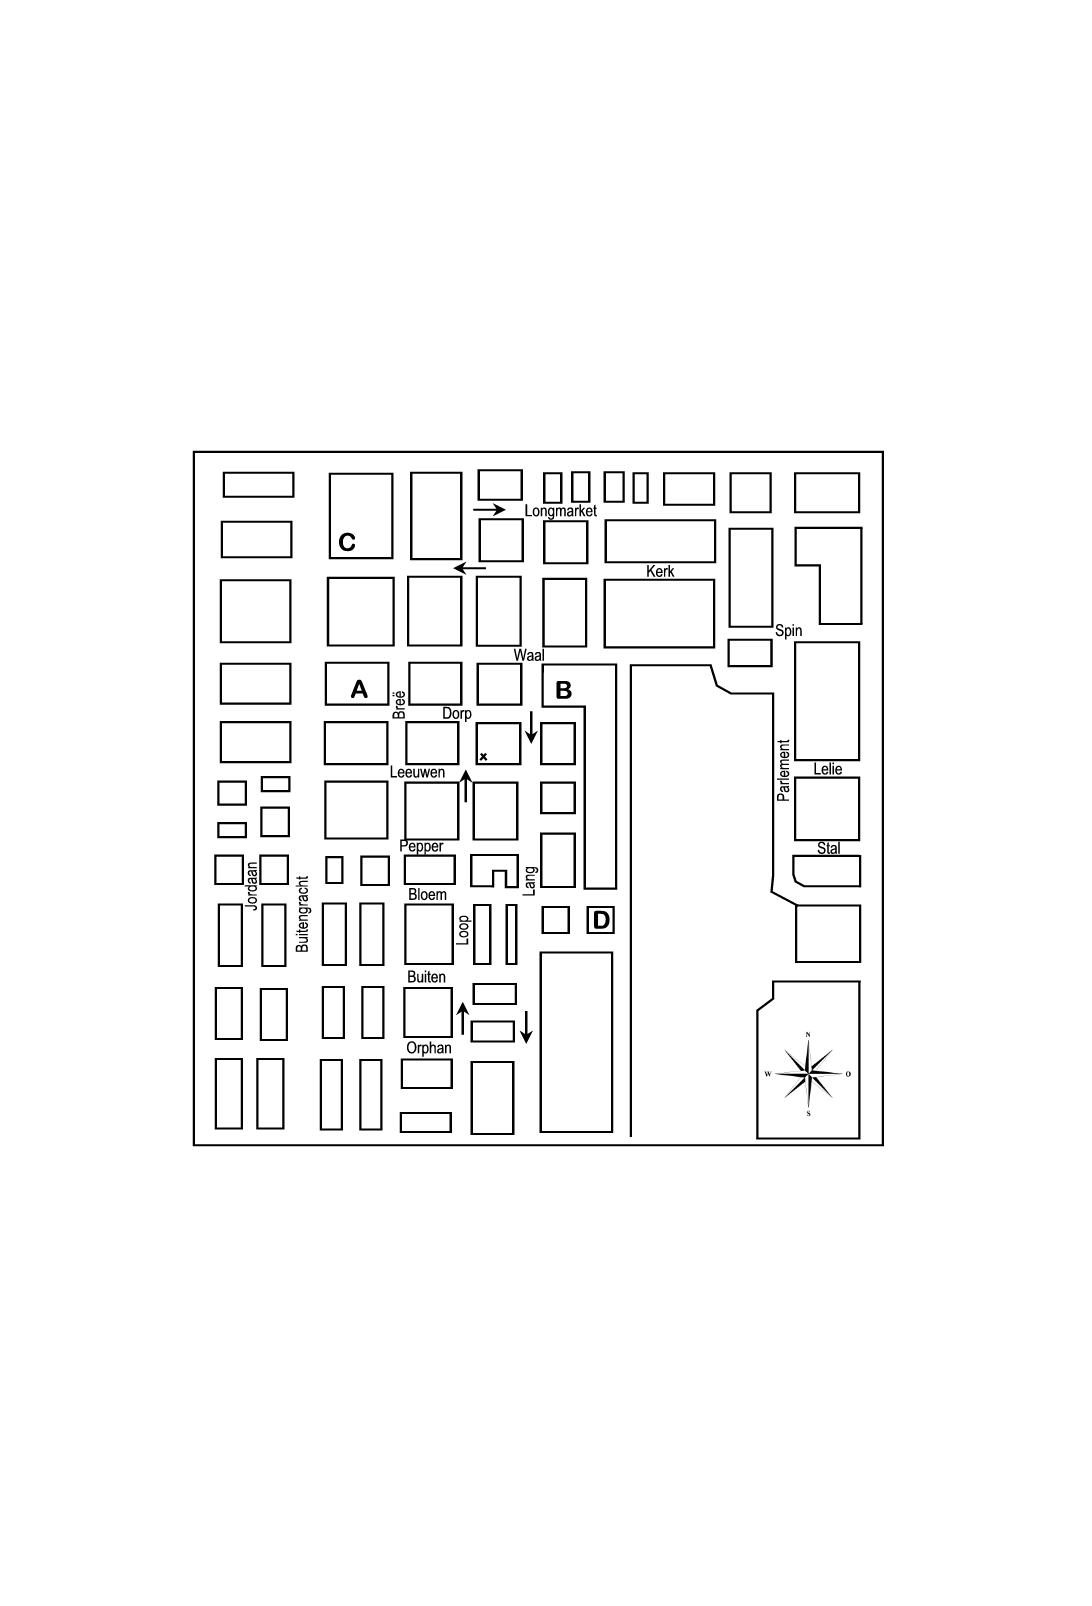 Longmarket
C
Kerk
Spin
Waal
A
B
Breë
Dorp
x
Parlement
Lelie
Leeuwen
Pepper
Stal
Jordaan
Lang
Buitengracht
Bloem
Loop
D
Buiten
Orphan
N
W
O
S